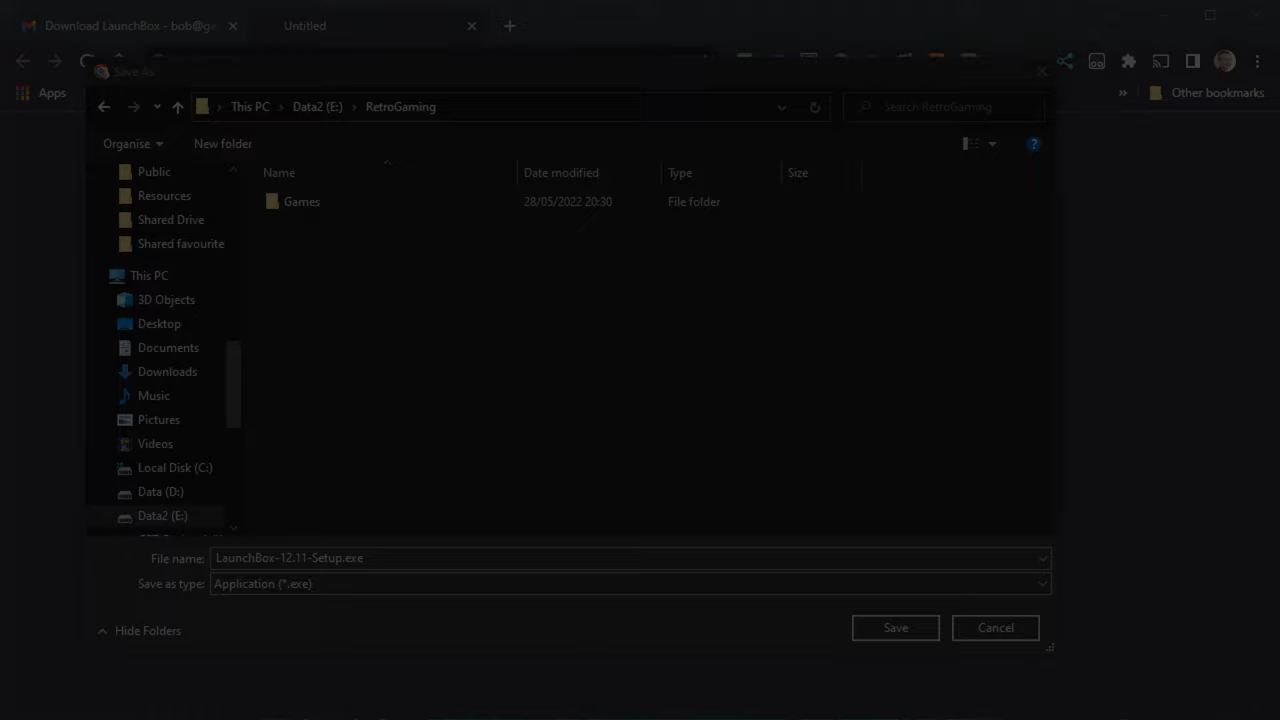 Download LaunchBox - bob@ge
Untitled
Apps
Other bookmarks
Save As
This PC
Data2 (E:)
RetroGaming
Search RetroGaming
Organise
New folder
Name
Date modified
Type
Size
Games
28/05/2022 20:30
File folder
Public
Resources
Shared Drive
Shared favourite
This PC
3D Objects
Desktop
Documents
Downloads
Music
Pictures
Videos
Local Disk (C:)
Data (D:)
Data2 (E:)
File name:
LaunchBox-12.11-Setup.exe
Save as type:
Application (*.exe)
Hide Folders
Save
Cancel